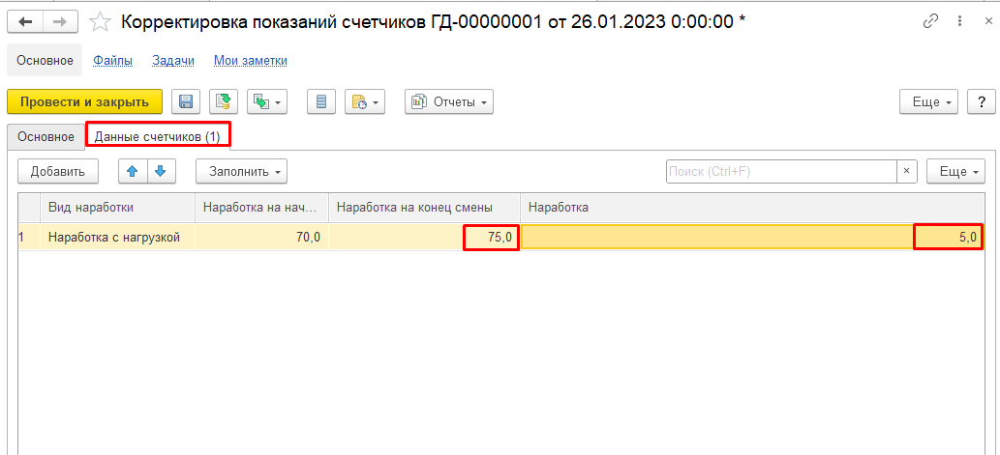 Корректировка показаний счетчиков ГД-00000001 от 26.01.2023 0:00:00 *
Основное Файлы Задачи Мои заметки
Провести и закрыть Отчеты Еще ?
Основное Данные счетчиков (1)
Добавить Заполнить Поиск (Ctrl+F) × Еще
Вид наработки Наработка на нач... Наработка на конец смены Наработка
1 Наработка с нагрузкой 70,0 75,0 5,0